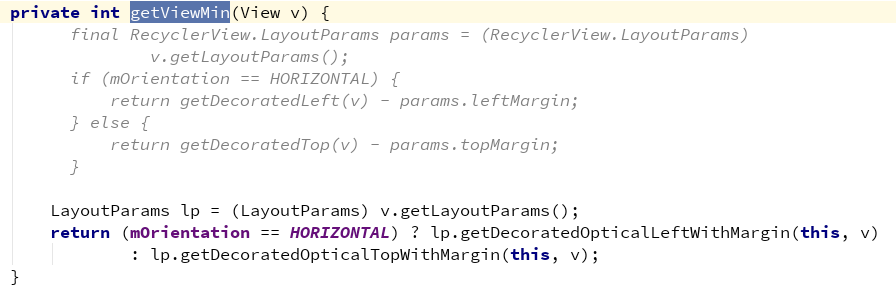 private int getViewMin(View v) {
final RecyclerView.LayoutParams params = (RecyclerView.LayoutParams)
v.getLayoutParams();
if (mOrientation == HORIZONTAL) {
return getDecoratedLeft(v) - params.leftMargin;
} else {
return getDecoratedTop(v) - params.topMargin;
}
LayoutParams lp = (LayoutParams) v.getLayoutParams();
return (mOrientation == HORIZONTAL) ? lp.getDecoratedOpticalLeftWithMargin(this, v)
: lp.getDecoratedOpticalTopWithMargin(this, v);
}